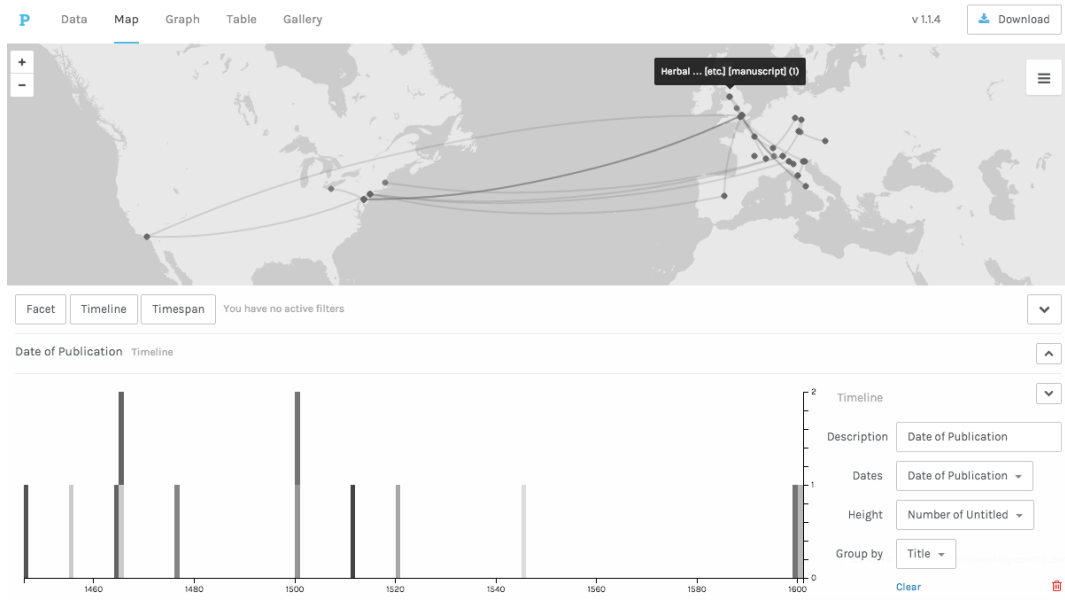 P Data Map Graph Table Gallery v 1.1.4 Download
+
−
Herbal ... [etc.] [manuscript] (1)
Facet Timeline Timespan You have no active filters
Date of Publication Timeline
Timeline
Description Date of Publication
Dates Date of Publication
Height Number of Untitled
Group by Title
Clear
2
1
0
1460 1480 1500 1520 1540 1560 1580 1600